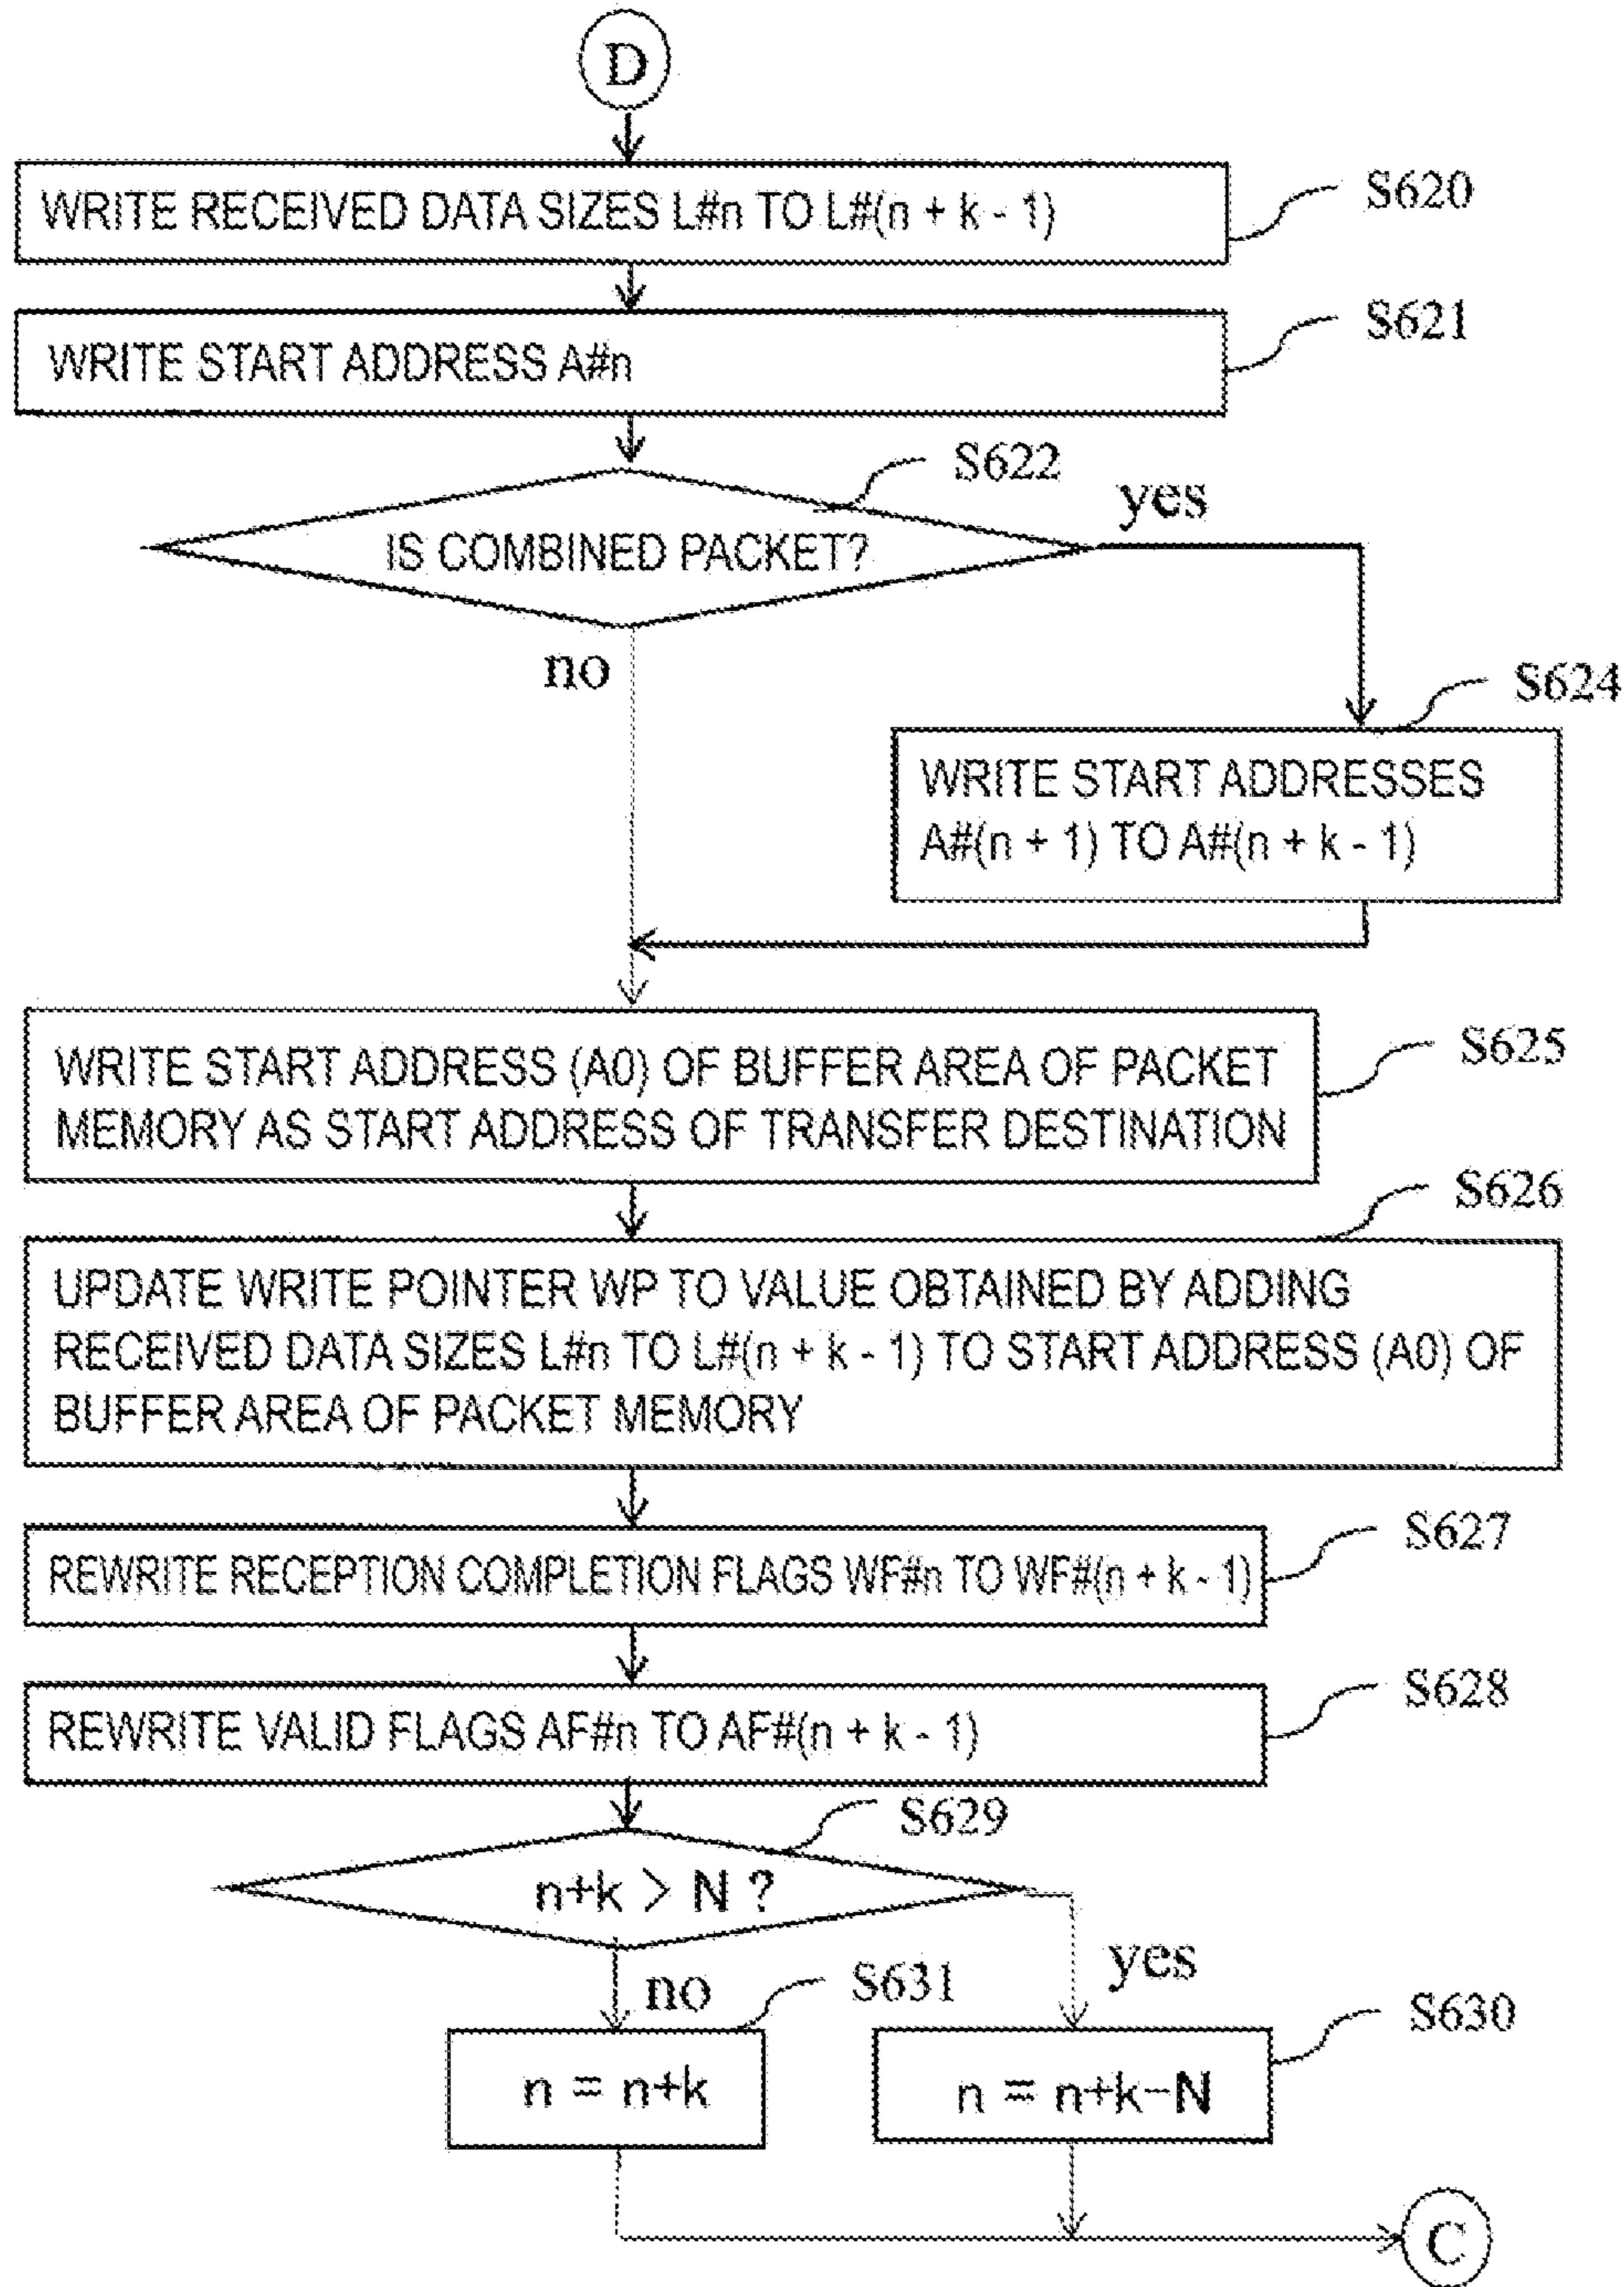 D
WRITE RECEIVED DATA SIZES L#n TO L#(n + k - 1)
S620
WRITE START ADDRESS A#n
S621
S622
IS COMBINED PACKET?
yes
no
S624
WRITE START ADDRESSES
A#(n + 1) TO A#(n + k - 1)
WRITE START ADDRESS (A0) OF BUFFER AREA OF PACKET
MEMORY AS START ADDRESS OF TRANSFER DESTINATION
S625
S626
UPDATE WRITE POINTER WP TO VALUE OBTAINED BY ADDING
RECEIVED DATA SIZES L#n TO L#(n + k - 1) TO START ADDRESS (A0) OF
BUFFER AREA OF PACKET MEMORY
REWRITE RECEPTION COMPLETION FLAGS WF#n TO WF#(n + k - 1)
S627
REWRITE VALID FLAGS AF#n TO AF#(n + k - 1)
S628
S629
n+k > N ?
no
S631
yes
S630
n = n+k
n = n+k-N
C